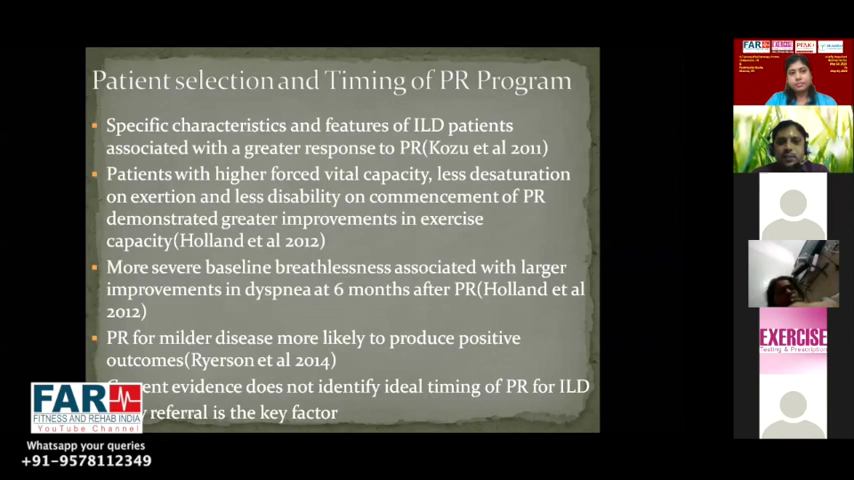 Patient selection and Timing of PR Program
Specific characteristics and features of ILD patients
associated with a greater response to PR(Kozu et al 2011)
Patients with higher forced vital capacity, less desaturation
on exertion and less disability on commencement of PR
demonstrated greater improvements in exercise
capacity(Holland et al 2012)
More severe baseline breathlessness associated with larger
improvements in dyspnea at 6 months after PR(Holland et al
2012)
PR for milder disease more likely to produce positive
outcomes(Ryerson et al 2014)
evidence does not identify ideal timing of PR for ILD
referral is the key factor
FAR
FITNESS AND REHAB INDIA
YouTube Channel
Whatsapp your queries
+91-9578112349
FAR EXERCISE PEAK
EXERCISE
Testing & Prescription